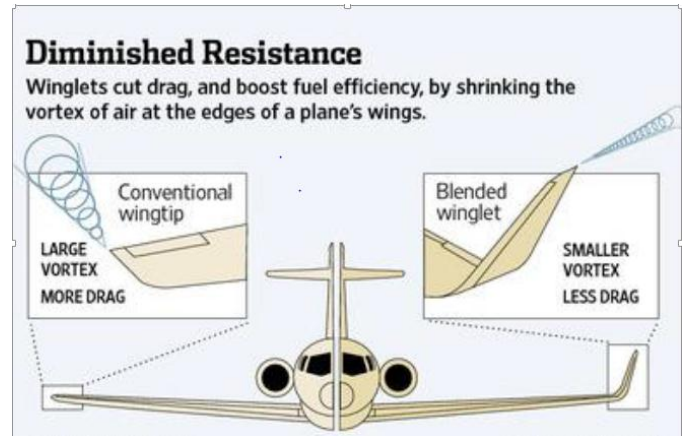 Diminished Resistance
Winglets cut drag, and boost fuel efficiency, by shrinking the
vortex of air at the edges of a plane's wings.
Conventional
wingtip
LARGE
VORTEX
MORE DRAG
Blended
winglet
SMALLER
VORTEX
LESS DRAG